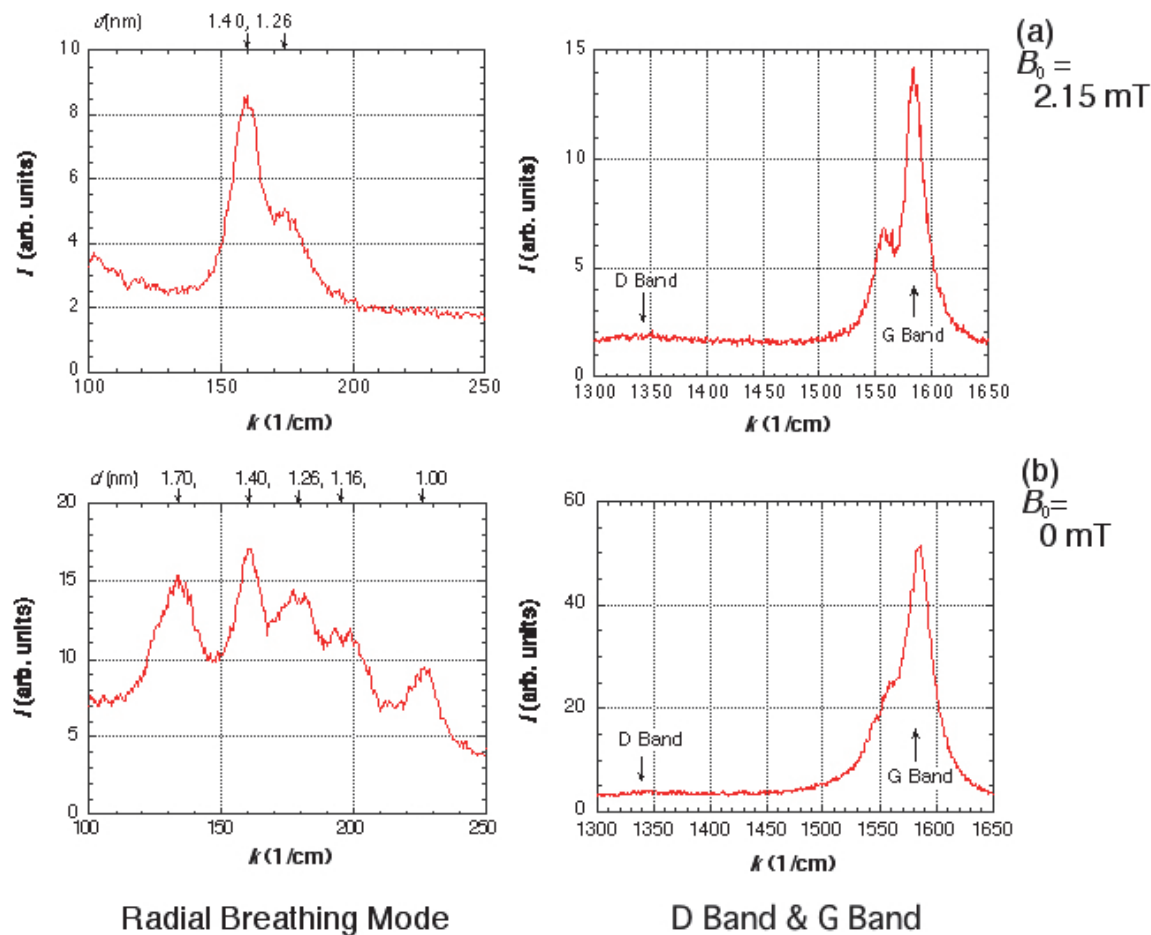 d(nm) 1.40, 1.26
10
8
6
4
2
0
I (arb. units)
100 150 200 250
k (1/cm)
15
10
5
0
I (arb. units)
D Band
G Band
1300 1350 1400 1450 1500 1550 1600 1650
k (1/cm)
(a)
B0 =
2.15 mT
d (nm) 1.70, 1.40, 1.26, 1.16, 1.00
20
15
10
5
0
I (arb. units)
100 150 200 250
k (1/cm)
60
40
20
0
I (arb. units)
D Band
G Band
1300 1350 1400 1450 1500 1550 1600 1650
k (1/cm)
(b)
B0=
0 mT
Radial Breathing Mode
D Band & G Band